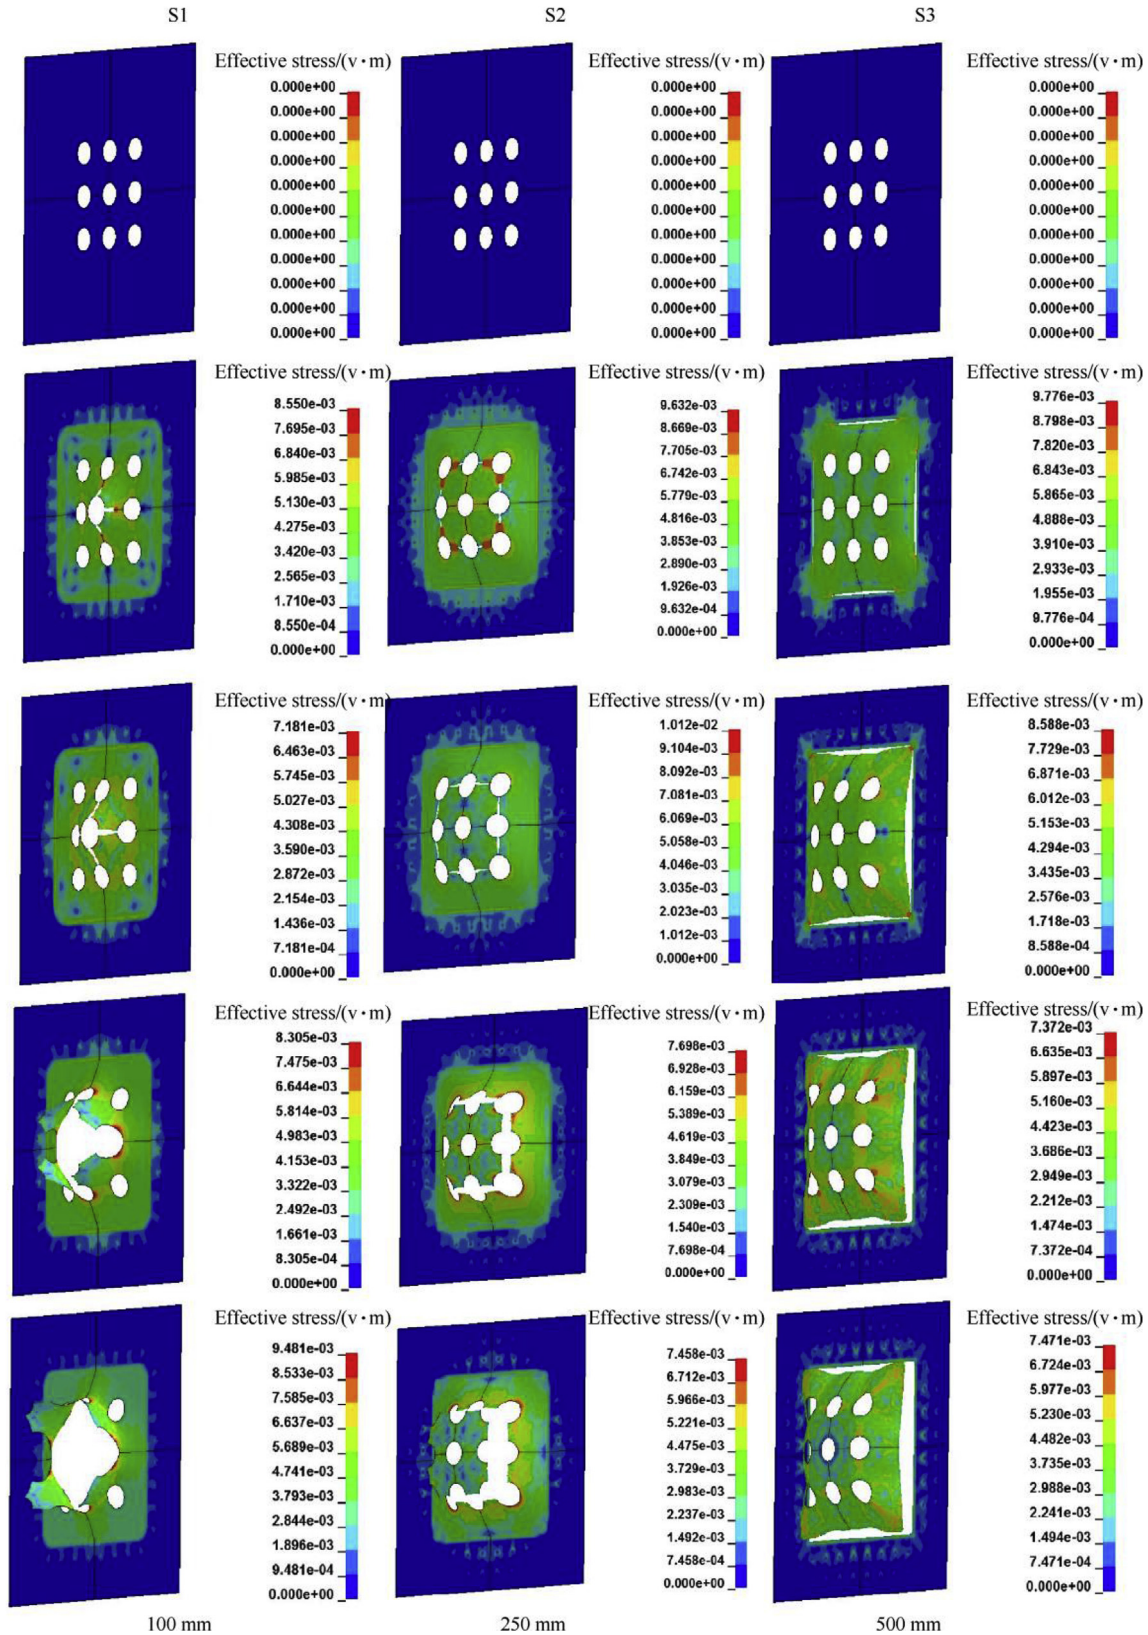 S1
S2
S3
Effective stress/(v·m)
0.000e+00
0.000e+00
0.000e+00
0.000e+00
0.000e+00
0.000e+00
0.000e+00
0.000e+00
0.000e+00
0.000e+00
0.000e+00
Effective stress/(v·m)
0.000e+00
0.000e+00
0.000e+00
0.000e+00
0.000e+00
0.000e+00
0.000e+00
0.000e+00
0.000e+00
0.000e+00
0.000e+00
Effective stress/(v·m)
0.000e+00
0.000e+00
0.000e+00
0.000e+00
0.000e+00
0.000e+00
0.000e+00
0.000e+00
0.000e+00
0.000e+00
0.000e+00
Effective stress/(v·m)
8.550e-03
7.695e-03
6.840e-03
5.985e-03
5.130e-03
4.275e-03
3.420e-03
2.565e-03
1.710e-03
8.550e-04
0.000e+00
Effective stress/(v·m)
9.632e-03
8.669e-03
7.705e-03
6.742e-03
5.779e-03
4.816e-03
3.853e-03
2.890e-03
1.926e-03
9.632e-04
0.000e+00
Effective stress/(v·m)
9.776e-03
8.798e-03
7.820e-03
6.843e-03
5.865e-03
4.888e-03
3.910e-03
2.933e-03
1.955e-03
9.776e-04
0.000e+00
Effective stress/(v·m)
7.181e-03
6.463e-03
5.745e-03
5.027e-03
4.308e-03
3.590e-03
2.872e-03
2.154e-03
1.436e-03
7.181e-04
0.000e+00
Effective stress/(v·m)
1.012e-02
9.104e-03
8.092e-03
7.081e-03
6.069e-03
5.058e-03
4.046e-03
3.035e-03
2.023e-03
1.012e-03
0.000e+00
Effective stress/(v·m)
8.588e-03
7.729e-03
6.871e-03
6.012e-03
5.153e-03
4.294e-03
3.435e-03
2.576e-03
1.718e-03
8.588e-04
0.000e+00
Effective stress/(v·m)
8.305e-03
7.475e-03
6.644e-03
5.814e-03
4.983e-03
4.153e-03
3.322e-03
2.492e-03
1.661e-03
8.305e-04
0.000e+00
Effective stress/(v·m)
7.698e-03
6.928e-03
6.159e-03
5.389e-03
4.619e-03
3.849e-03
3.079e-03
2.309e-03
1.540e-03
7.698e-04
0.000e+00
Effective stress/(v·m)
7.372e-03
6.635e-03
5.897e-03
5.160e-03
4.423e-03
3.686e-03
2.949e-03
2.212e-03
1.474e-03
7.372e-04
0.000e+00
Effective stress/(v·m)
9.481e-03
8.533e-03
7.585e-03
6.637e-03
5.689e-03
4.741e-03
3.793e-03
2.844e-03
1.896e-03
9.481e-04
0.000e+00
Effective stress/(v·m)
7.458e-03
6.712e-03
5.966e-03
5.221e-03
4.475e-03
3.729e-03
2.983e-03
2.237e-03
1.492e-03
7.458e-04
0.000e+00
Effective stress/(v·m)
7.471e-03
6.724e-03
5.977e-03
5.230e-03
4.482e-03
3.735e-03
2.988e-03
2.241e-03
1.494e-03
7.471e-04
0.000e+00
100 mm
250 mm
500 mm